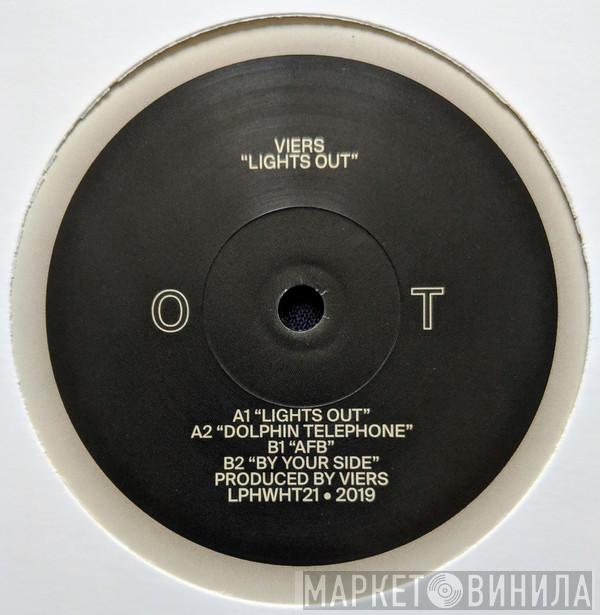 VIERS
“LIGHTS OUT”
O T
A1 “LIGHTS OUT”
A2 “DOLPHIN TELEPHONE”
B1 “AFB”
B2 “BY YOUR SIDE”
PRODUCED BY VIERS
LPHWHT21 • 2019
МАРКЕТ ВИНИЛА